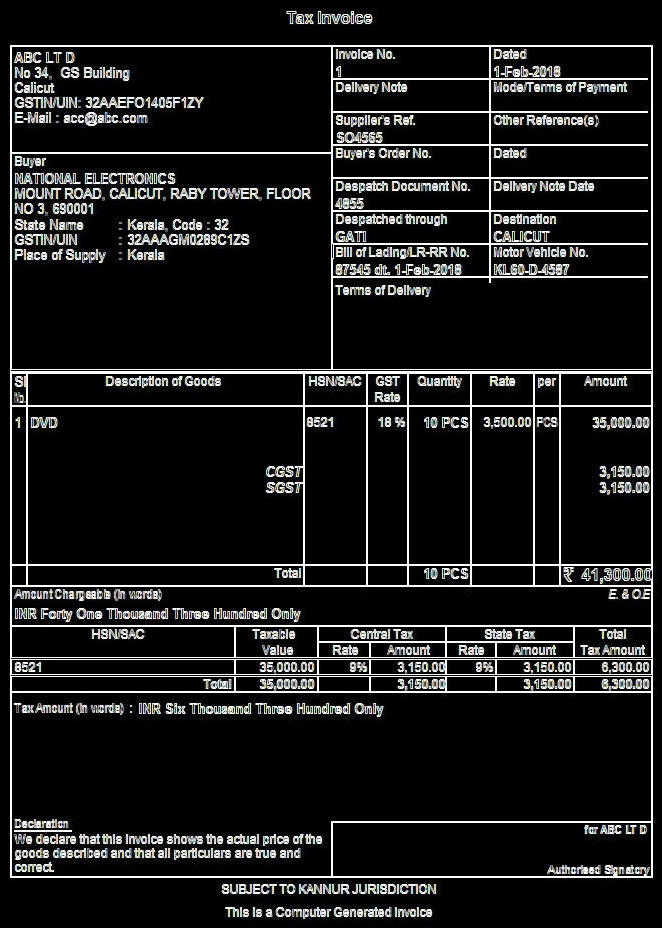 Tax Invoice
ABC LT D
No 34, GS Building
Calicut
GSTIN/UIN: 32AAEFO1405F1ZY
E-Mail : acc@abc.com
Invoice No.
1
Dated
1-Feb-2018
Delivery Note
Mode/Terms of Payment
Supplier's Ref.
SO4565
Other Reference(s)
Buyer
NATIONAL ELECTRONICS
MOUNT ROAD, CALICUT, RABY TOWER, FLOOR
NO 3, 690001
State Name : Kerala, Code : 32
GSTIN/UIN : 32AAAGM0289C1ZS
Place of Supply : Kerala
Buyer's Order No.
Dated
Despatch Document No.
4855
Delivery Note Date
Despatched through
GATI
Destination
CALICUT
Bill of Lading/LR-RR No.
87545 dt. 1-Feb-2018
Motor Vehicle No.
KL60-D-4587
Terms of Delivery
Sl No. Description of Goods HSN/SAC GST Rate Quantity Rate per Amount
1 DVD 8521 18 % 10 PCS 3,500.00 PCS 35,000.00
CGST 3,150.00
SGST 3,150.00
Total 10 PCS ₹ 41,300.00
Amount Chargeable (in words) E. & O.E
INR Forty One Thousand Three Hundred Only
HSN/SAC Taxable Value Central Tax State Tax Total Tax Amount
Rate Amount Rate Amount
8521 35,000.00 9% 3,150.00 9% 3,150.00 6,300.00
Total 35,000.00 3,150.00 3,150.00 6,300.00
Tax Amount (in words) : INR Six Thousand Three Hundred Only
Declaration
We declare that this invoice shows the actual price of the
goods described and that all particulars are true and
correct.
for ABC LT D
Authorised Signatory
SUBJECT TO KANNUR JURISDICTION
This is a Computer Generated Invoice